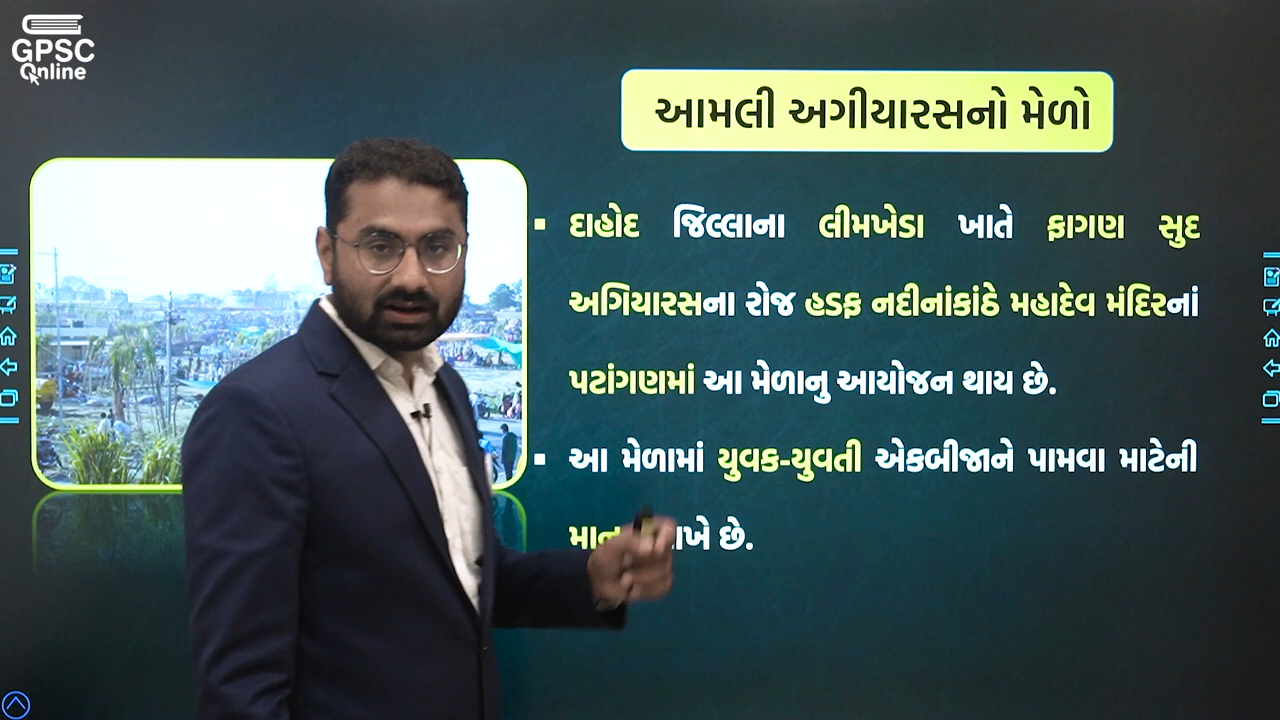 GPSC
Online
આમલી અગીયારસનો મેળો
દાહોદ જિલ્લાના લીમખેડા ખાતે ફાગણ સુદ
અગિયારસના રોજ હડફ નદીનાંકાંઠે મહાદેવ મંદિરનાં
પટાંગણમાં આ મેળાનુ આયોજન થાય છે.
આ મેળામાં યુવક-યુવતી એકબીજાને પામવા માટેની
છે.